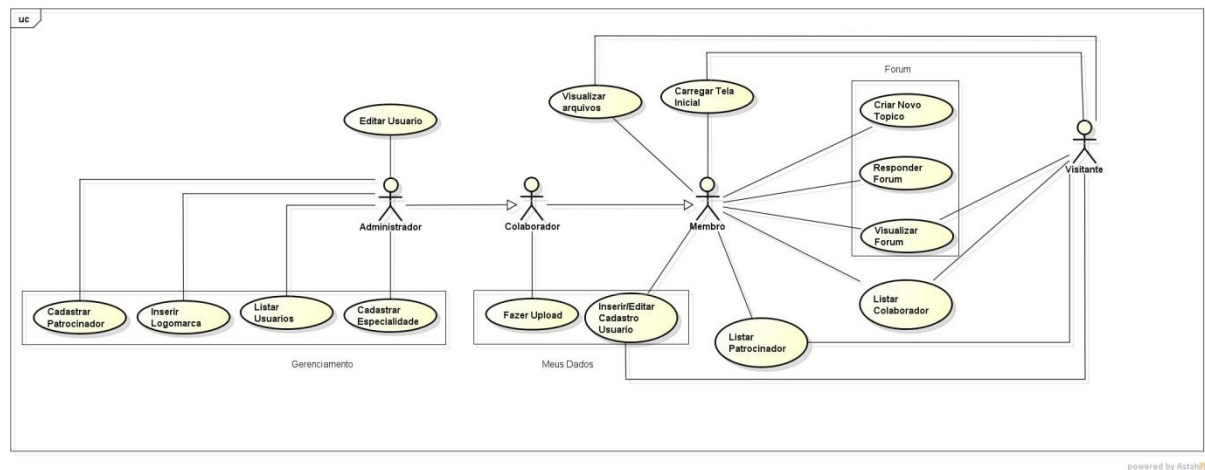 uc
Visualizar
arquivos
Carregar Tela
Inicial
Forum
Criar Novo
Topico
Editar Usuario
Responder
Forum
Visitante
Administrador
Colaborador
Membro
Visualizar
Forum
Cadastrar
Patrocinador
Inserir
Logomarca
Listar
Usuarios
Cadastrar
Especialidade
Fazer Upload
Inserir/Editar
Cadastro
Usuario
Listar
Colaborador
Listar
Patrocinador
Gerenciamento
Meus Dados
powered by Astah